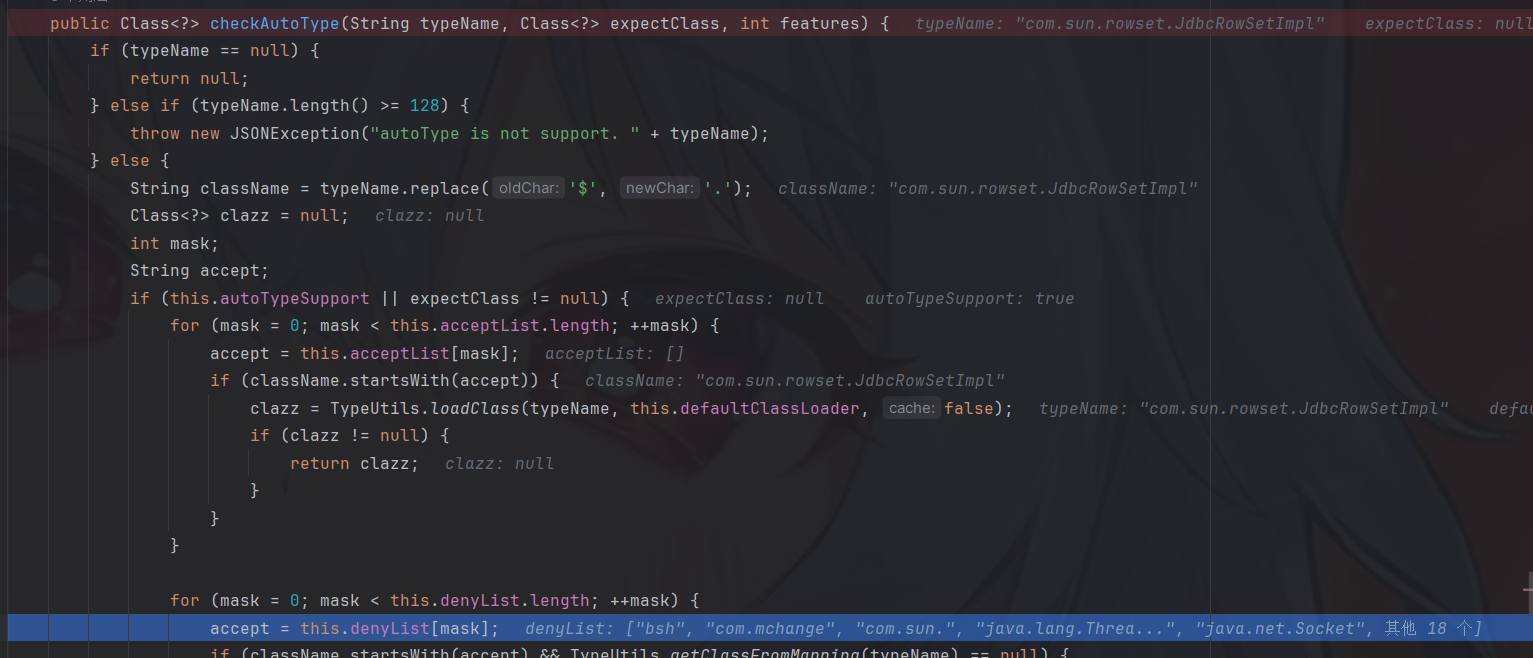 public Class<?> checkAutoType(String typeName, Class<?> expectClass, int features) { typeName: "com.sun.rowset.JdbcRowSetImpl" expectClass: null
if (typeName == null) {
return null;
} else if (typeName.length() >= 128) {
throw new JSONException("autoType is not support. " + typeName);
} else {
String className = typeName.replace( oldChar: '$', newChar: '.'); className: "com.sun.rowset.JdbcRowSetImpl"
Class<?> clazz = null; clazz: null
int mask;
String accept;
if (this.autoTypeSupport || expectClass != null) { expectClass: null autoTypeSupport: true
for (mask = 0; mask < this.acceptList.length; ++mask) {
accept = this.acceptList[mask]; acceptList: []
if (className.startsWith(accept)) { className: "com.sun.rowset.JdbcRowSetImpl"
clazz = TypeUtils.loadClass(typeName, this.defaultClassLoader, cache: false); typeName: "com.sun.rowset.JdbcRowSetImpl" defau
if (clazz != null) {
return clazz; clazz: null
}
}
}
for (mask = 0; mask < this.denyList.length; ++mask) {
accept = this.denyList[mask]; denyList: ["bsh", "com.mchange", "com.sun.", "java.lang.Threa...", "java.net.Socket", 其他 18 个]
if (className.startsWith(accept) && TypeUtils.getClassFromMapping(typeName) == null) {